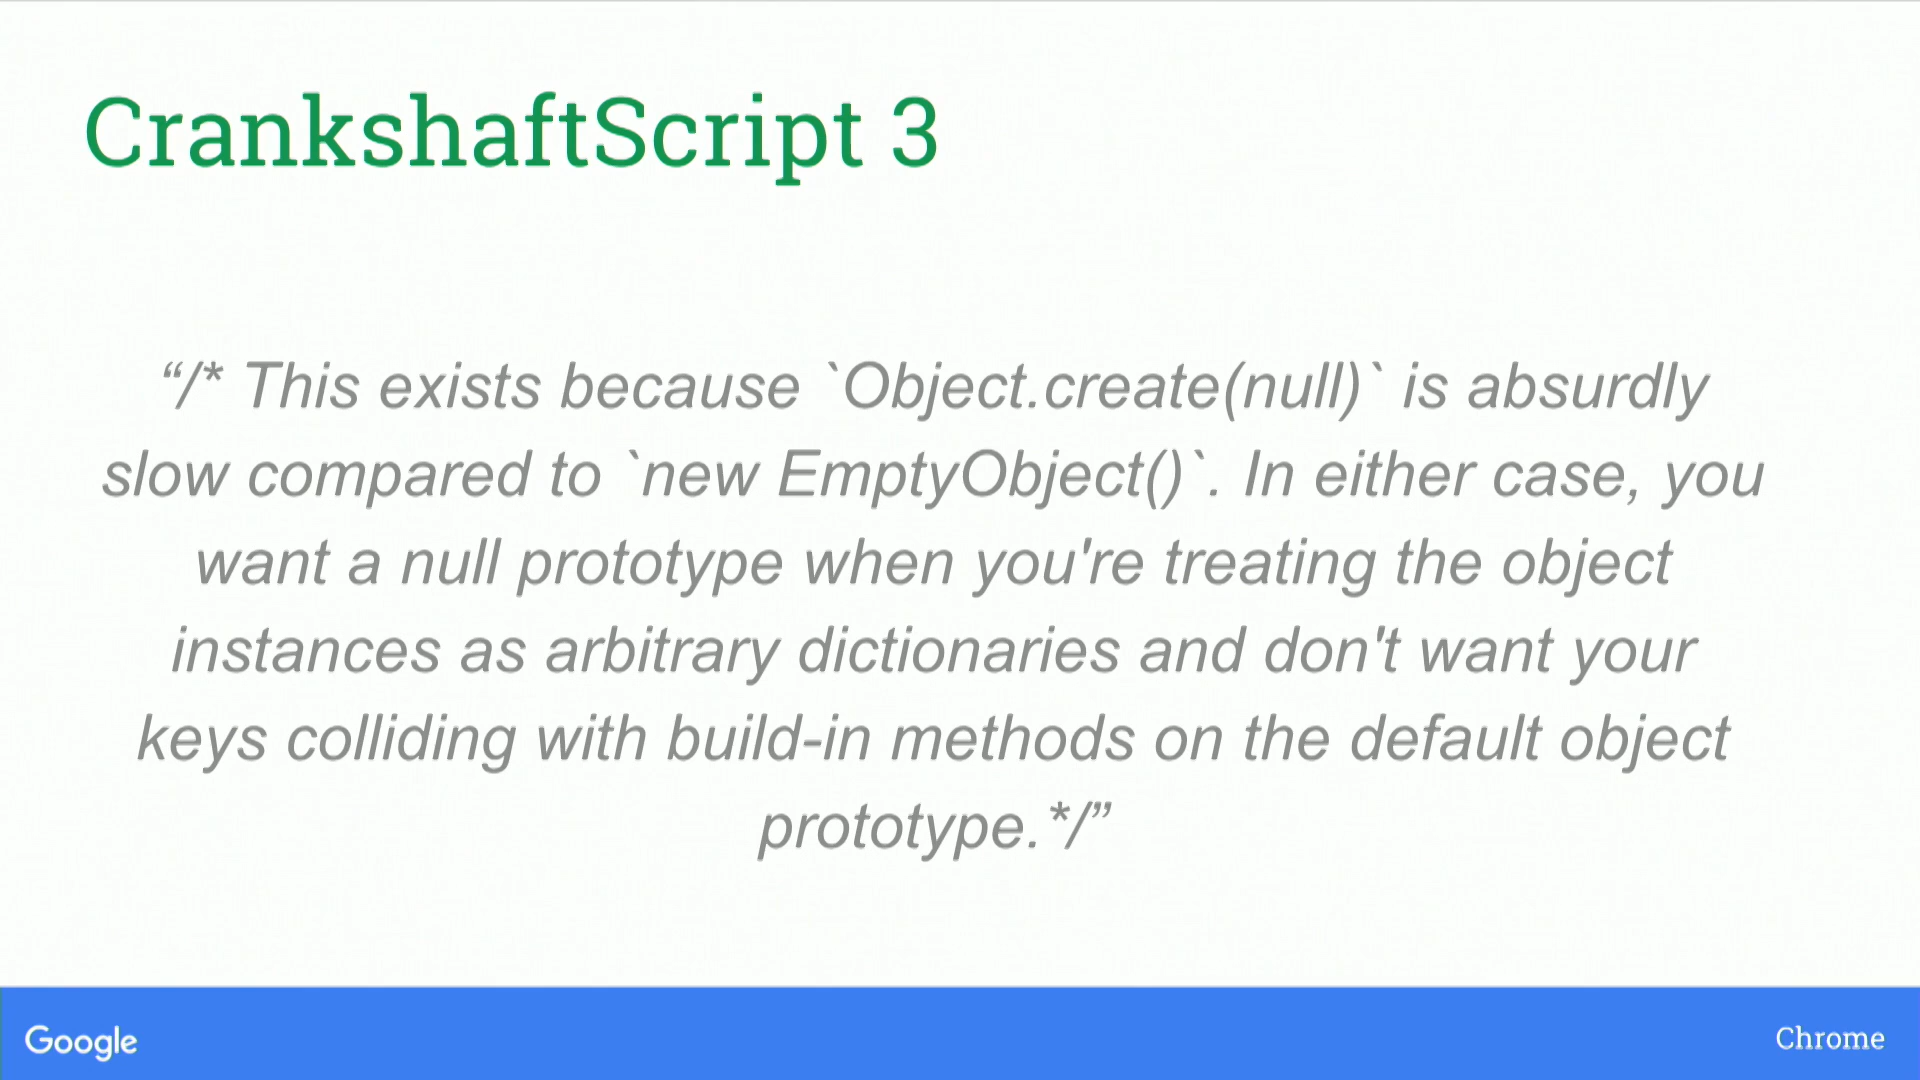 CrankshaftScript 3
“/* This exists because `Object.create(null)` is absurdly
slow compared to `new EmptyObject()`. In either case, you
want a null prototype when you're treating the object
instances as arbitrary dictionaries and don't want your
keys colliding with build-in methods on the default object
prototype.*/”
Google
Chrome